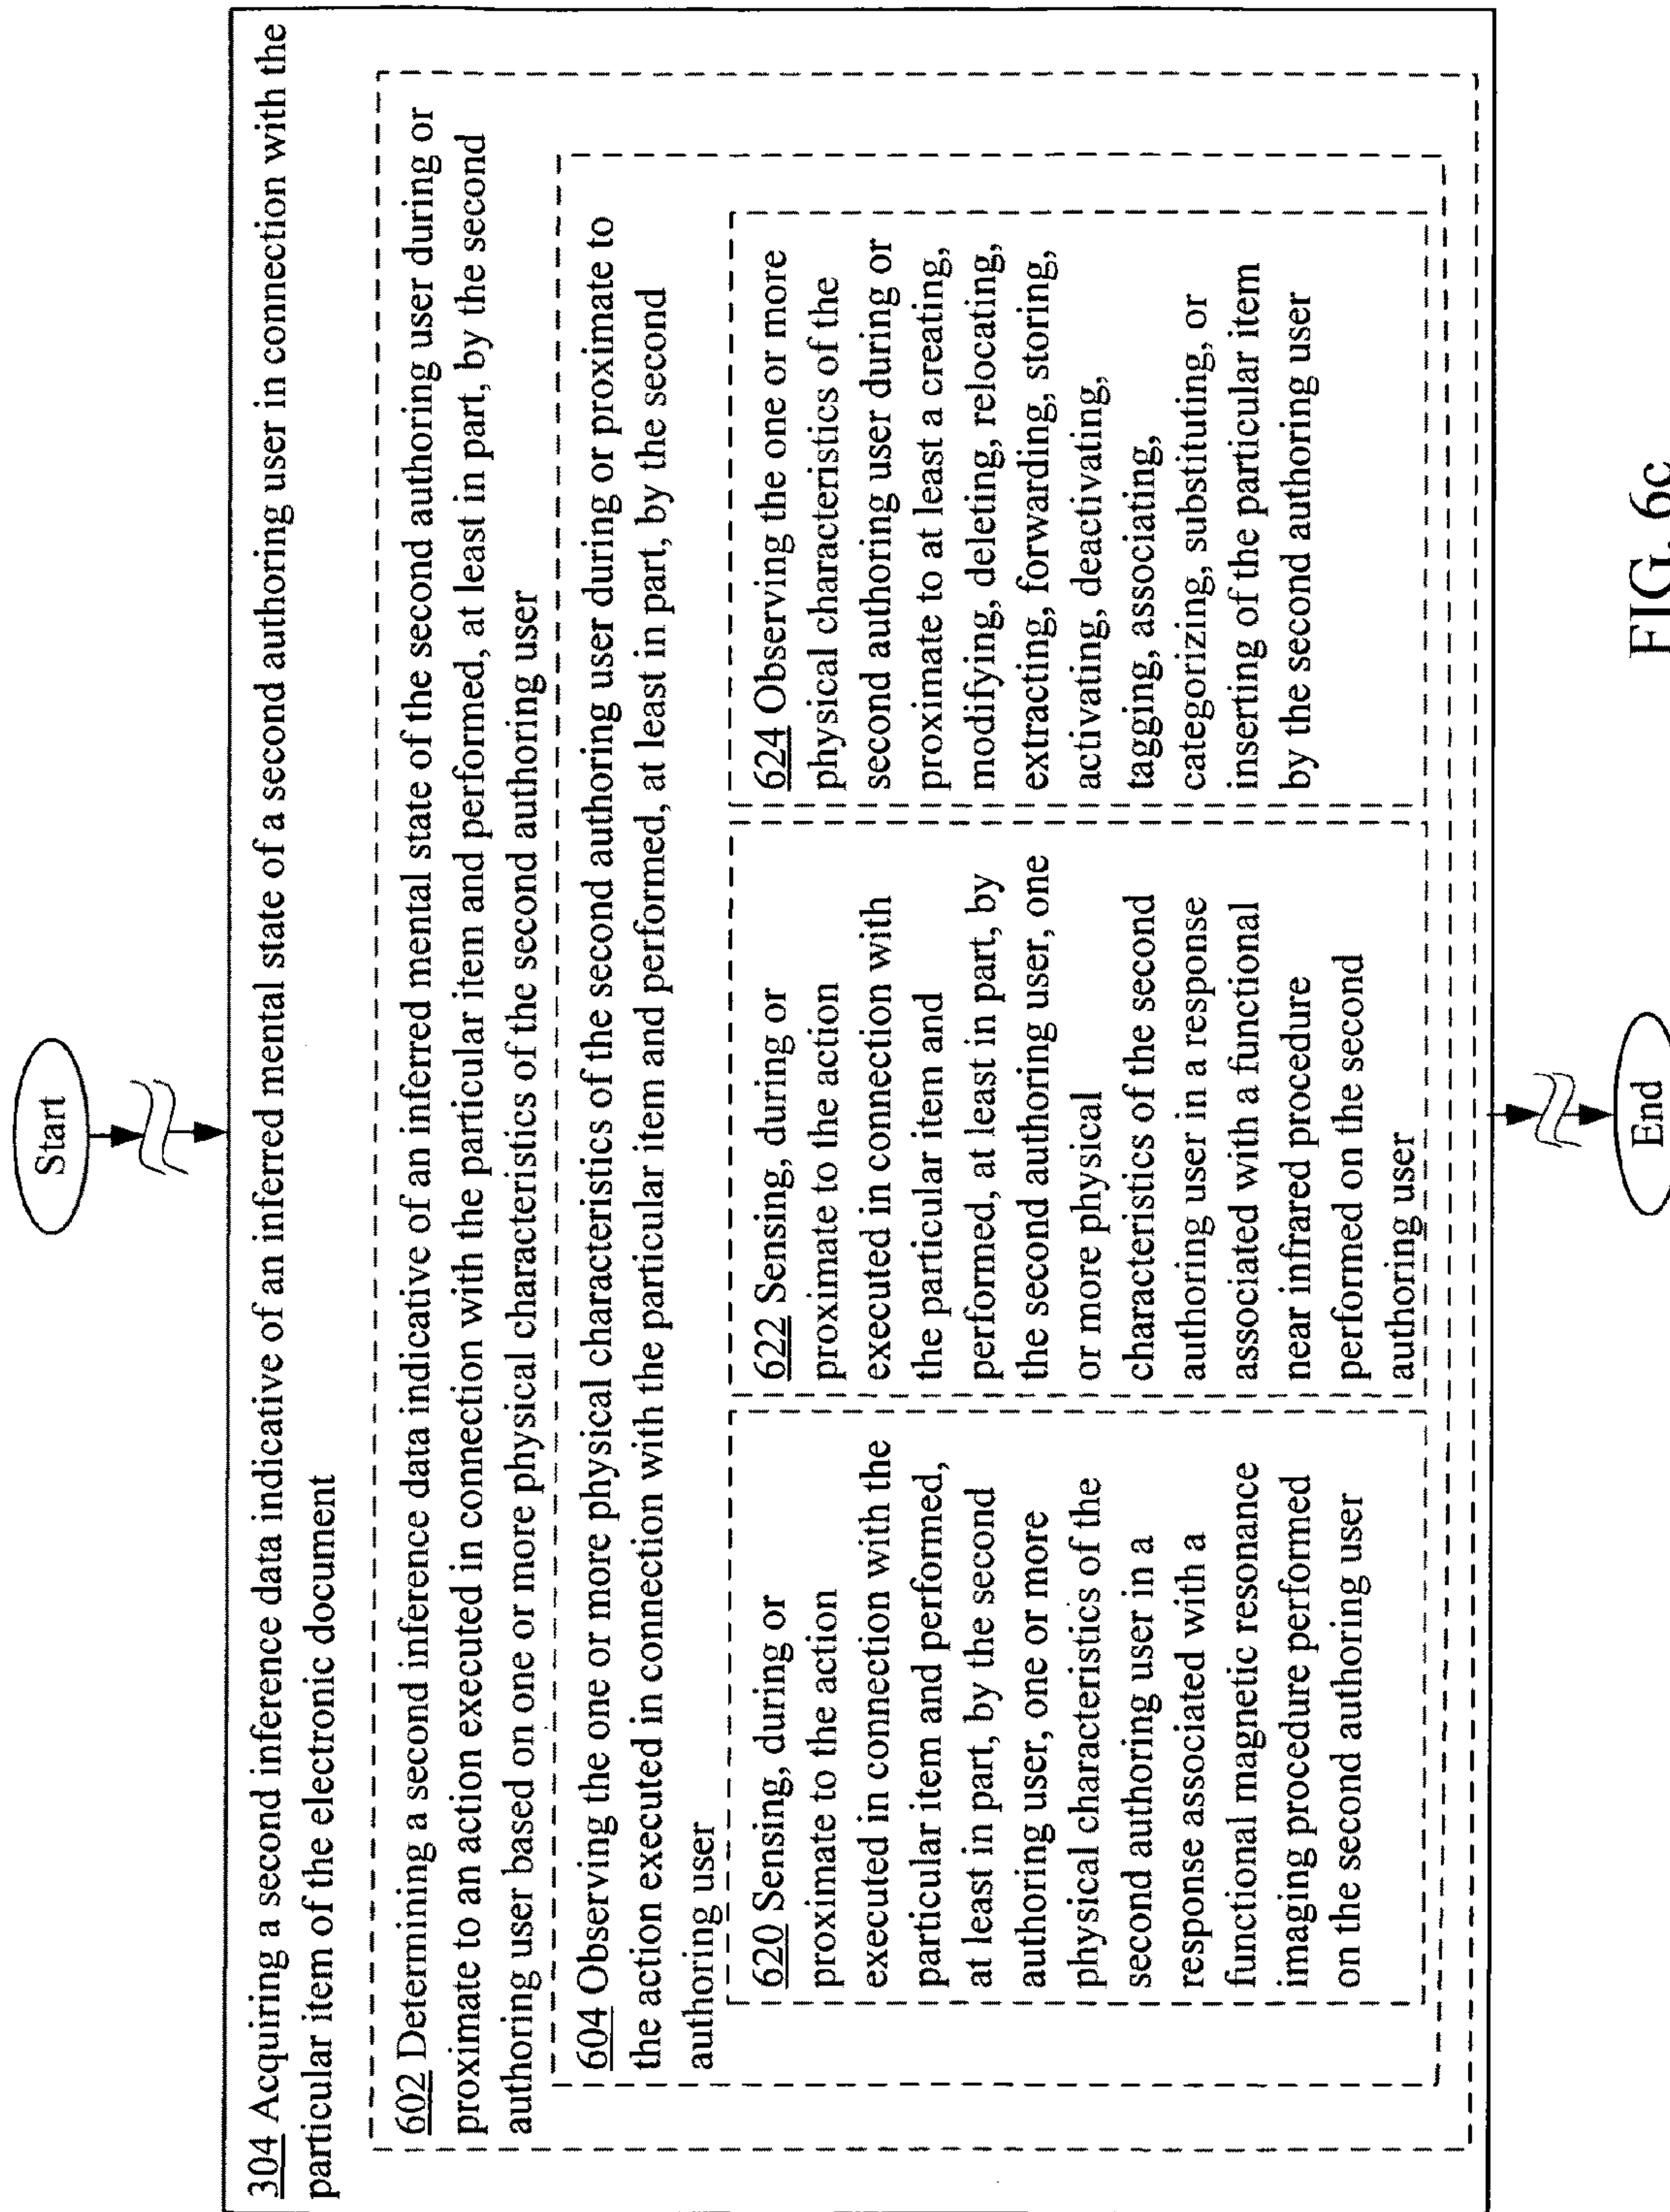 Start
304 Acquiring a second inference data indicative of an inferred mental state of a second authoring user in connection with the
particular item of the electronic document
602 Determining a second inference data indicative of an inferred mental state of the second authoring user during or
proximate to an action executed in connection with the particular item and performed, at least in part, by the second
authoring user based on one or more physical characteristics of the second authoring user
604 Observing the one or more physical characteristics of the second authoring user during or proximate to
the action executed in connection with the particular item and performed, at least in part, by the second
authoring user
620 Sensing, during or
proximate to the action
executed in connection with the
particular item and performed,
at least in part, by the second
authoring user, one or more
physical characteristics of the
second authoring user in a
response associated with a
functional magnetic resonance
imaging procedure performed
on the second authoring user
622 Sensing, during or
proximate to the action
executed in connection with
the particular item and
performed, at least in part, by
the second authoring user, one
or more physical
characteristics of the second
authoring user in a response
associated with a functional
near infrared procedure
performed on the second
authoring user
624 Observing the one or more
physical characteristics of the
second authoring user during or
proximate to at least a creating,
modifying, deleting, relocating,
extracting, forwarding, storing,
activating, deactivating,
tagging, associating,
categorizing, substituting, or
inserting of the particular item
by the second authoring user
End
FIG. 6c